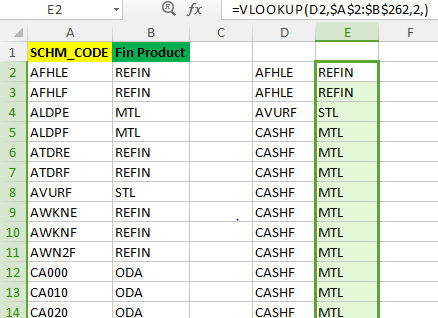 E2 fx =VLOOKUP(D2,$A$2:$B$262,2,)
A B C D E F
1 SCHM_CODE Fin Product
2 AFHLE REFIN AFHLE REFIN
3 AFHLF REFIN AFHLF REFIN
4 ALDPE MTL AVURF STL
5 ALDPF MTL CASHF MTL
6 ATDRE REFIN CASHF MTL
7 ATDRF REFIN CASHF MTL
8 AVURF STL CASHF MTL
9 AWKNE REFIN CASHF MTL
10 AWKNF REFIN CASHF MTL
11 AWN2F REFIN CASHF MTL
12 CA000 ODA CASHF MTL
13 CA010 ODA CASHF MTL
14 CA020 ODA CASHF MTL